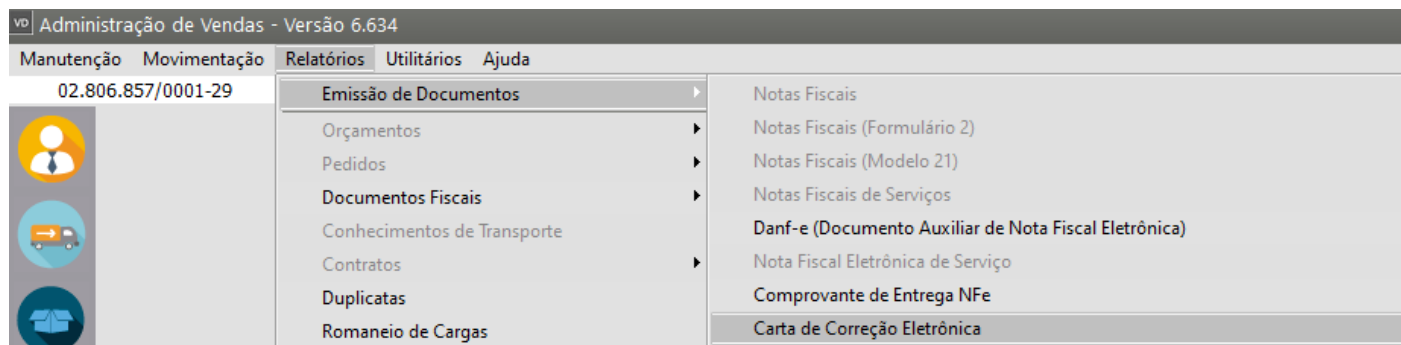 VD Administração de Vendas - Versão 6.634
Manutenção Movimentação Relatórios Utilitários Ajuda
02.806.857/0001-29
Emissão de Documentos
Orçamentos
Pedidos
Documentos Fiscais
Conhecimentos de Transporte
Contratos
Duplicatas
Romaneio de Cargas
Notas Fiscais
Notas Fiscais (Formulário 2)
Notas Fiscais (Modelo 21)
Notas Fiscais de Serviços
Danf-e (Documento Auxiliar de Nota Fiscal Eletrônica)
Nota Fiscal Eletrônica de Serviço
Comprovante de Entrega NFe
Carta de Correção Eletrônica